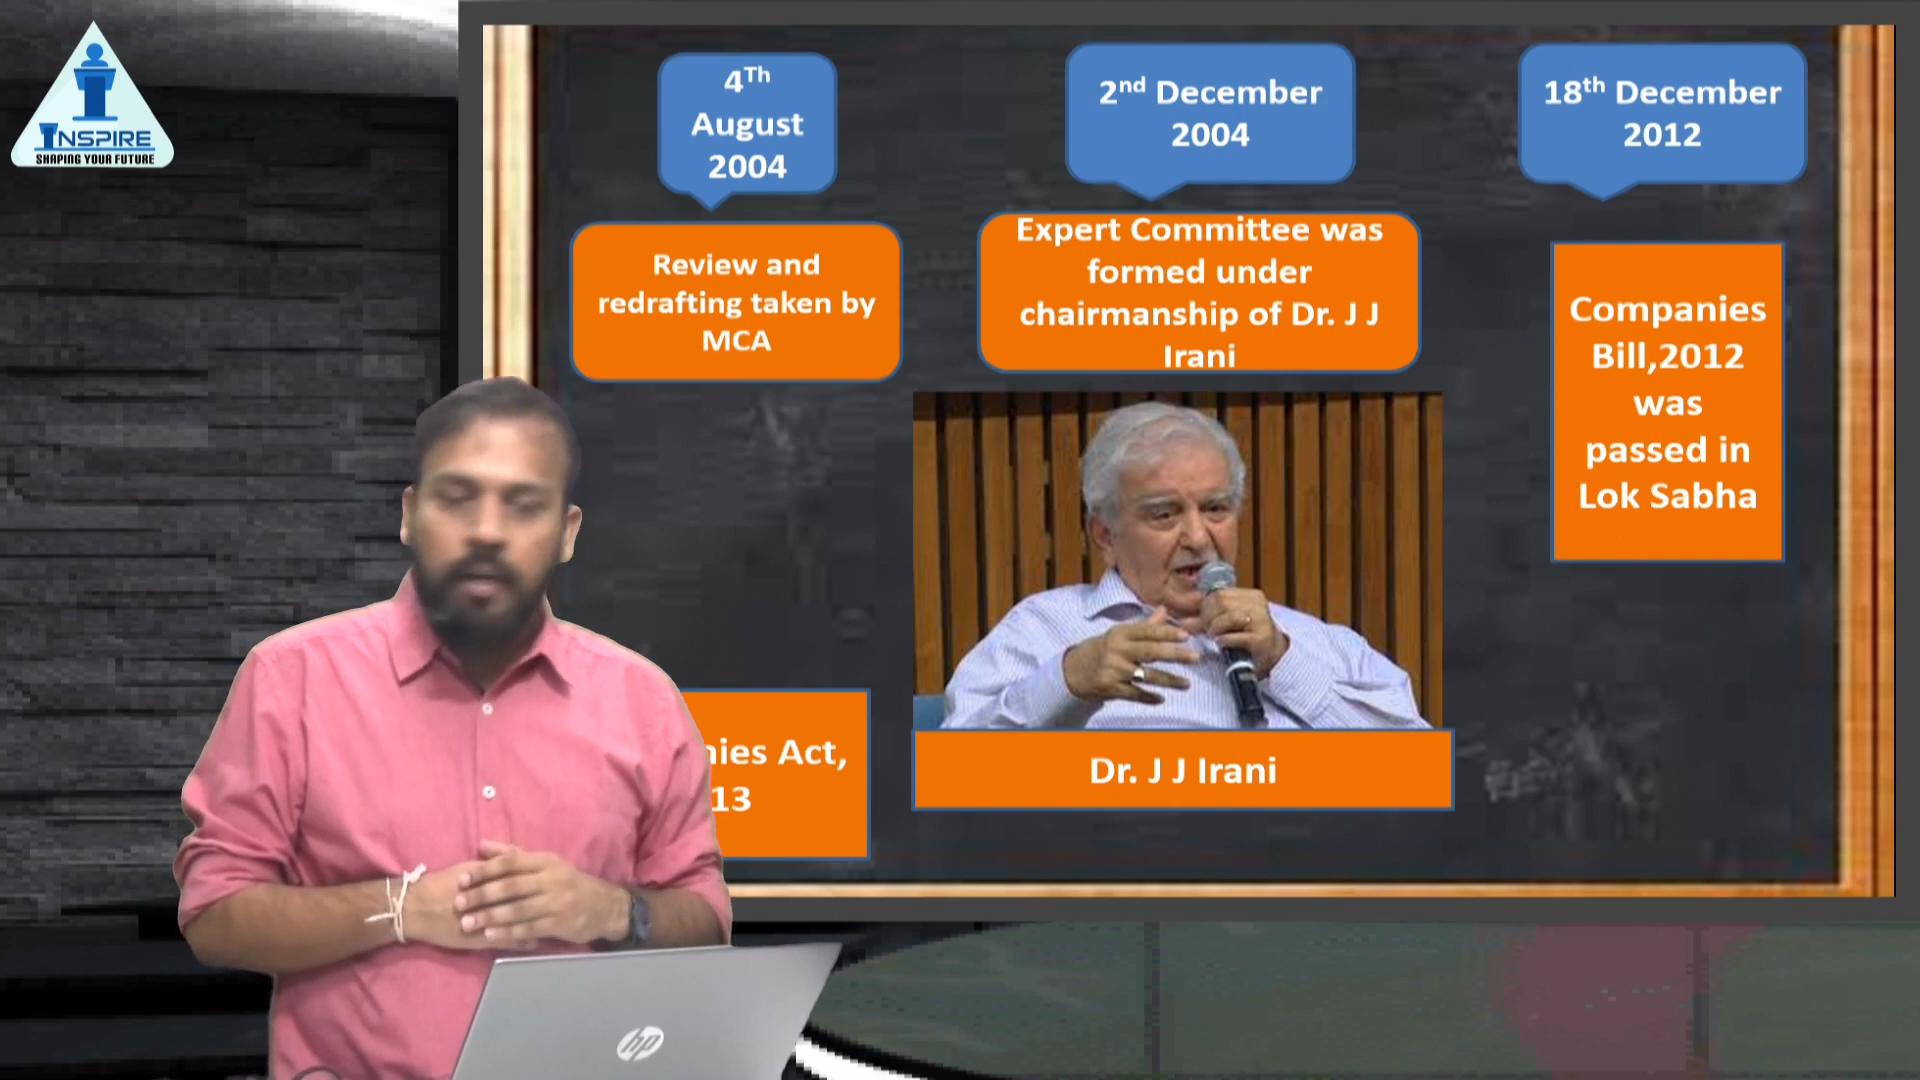 INSPIRE
SHAPING YOUR FUTURE
4Th
August
2004
2nd December
2004
18th December
2012
Review and
redrafting taken by
MCA
Expert Committee was
formed under
chairmanship of Dr. J J
Irani
Companies
Bill,2012
was
passed in
Lok Sabha
Act,
13
Dr. J J Irani
hp